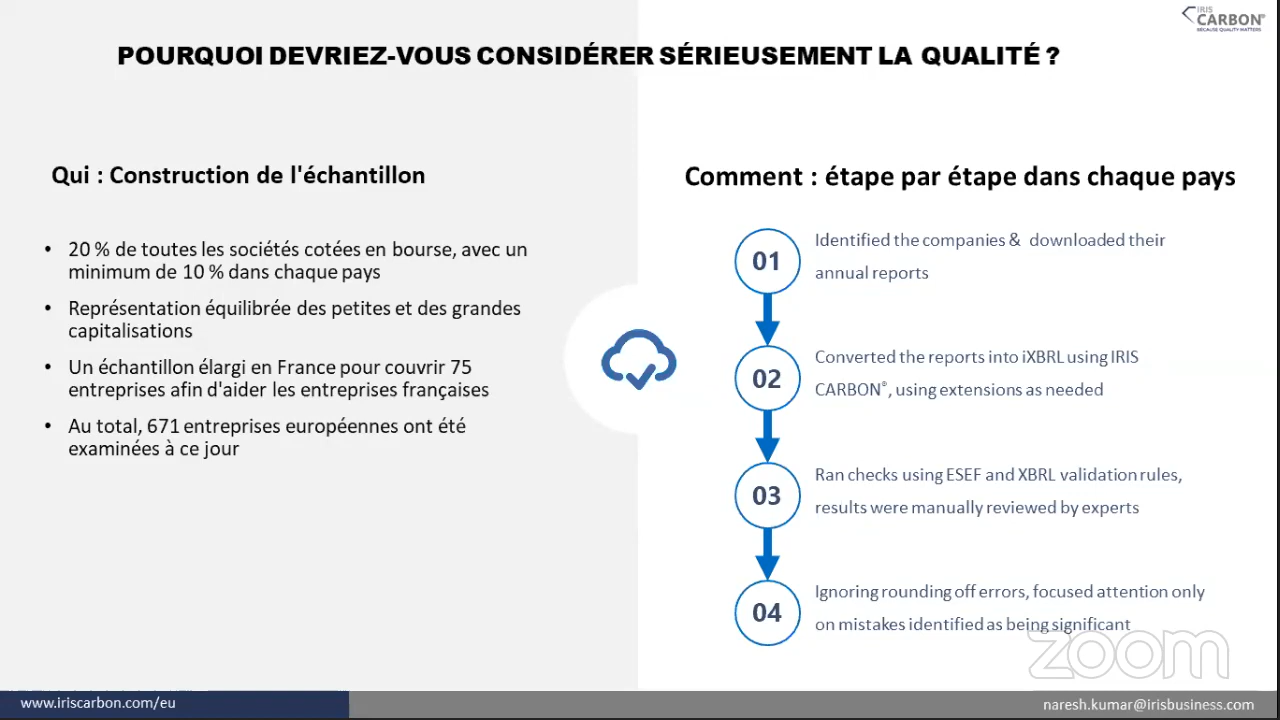 IRIS
CARBON®
BECAUSE QUALITY MATTERS
POURQUOI DEVRIEZ-VOUS CONSIDÉRER SÉRIEUSEMENT LA QUALITÉ ?
Qui : Construction de l'échantillon
• 20 % de toutes les sociétés cotées en bourse, avec un
minimum de 10 % dans chaque pays
• Représentation équilibrée des petites et des grandes
capitalisations
• Un échantillon élargi en France pour couvrir 75
entreprises afin d'aider les entreprises françaises
• Au total, 671 entreprises européennes ont été
examinées à ce jour
Comment : étape par étape dans chaque pays
01
Identified the companies & downloaded their
annual reports
02
Converted the reports into iXBRL using IRIS
CARBON®, using extensions as needed
03
Ran checks using ESEF and XBRL validation rules,
results were manually reviewed by experts
04
Ignoring rounding off errors, focused attention only
on mistakes identified as being significant
zoom
www.iriscarbon.com/eu
naresh.kumar@irisbusiness.com